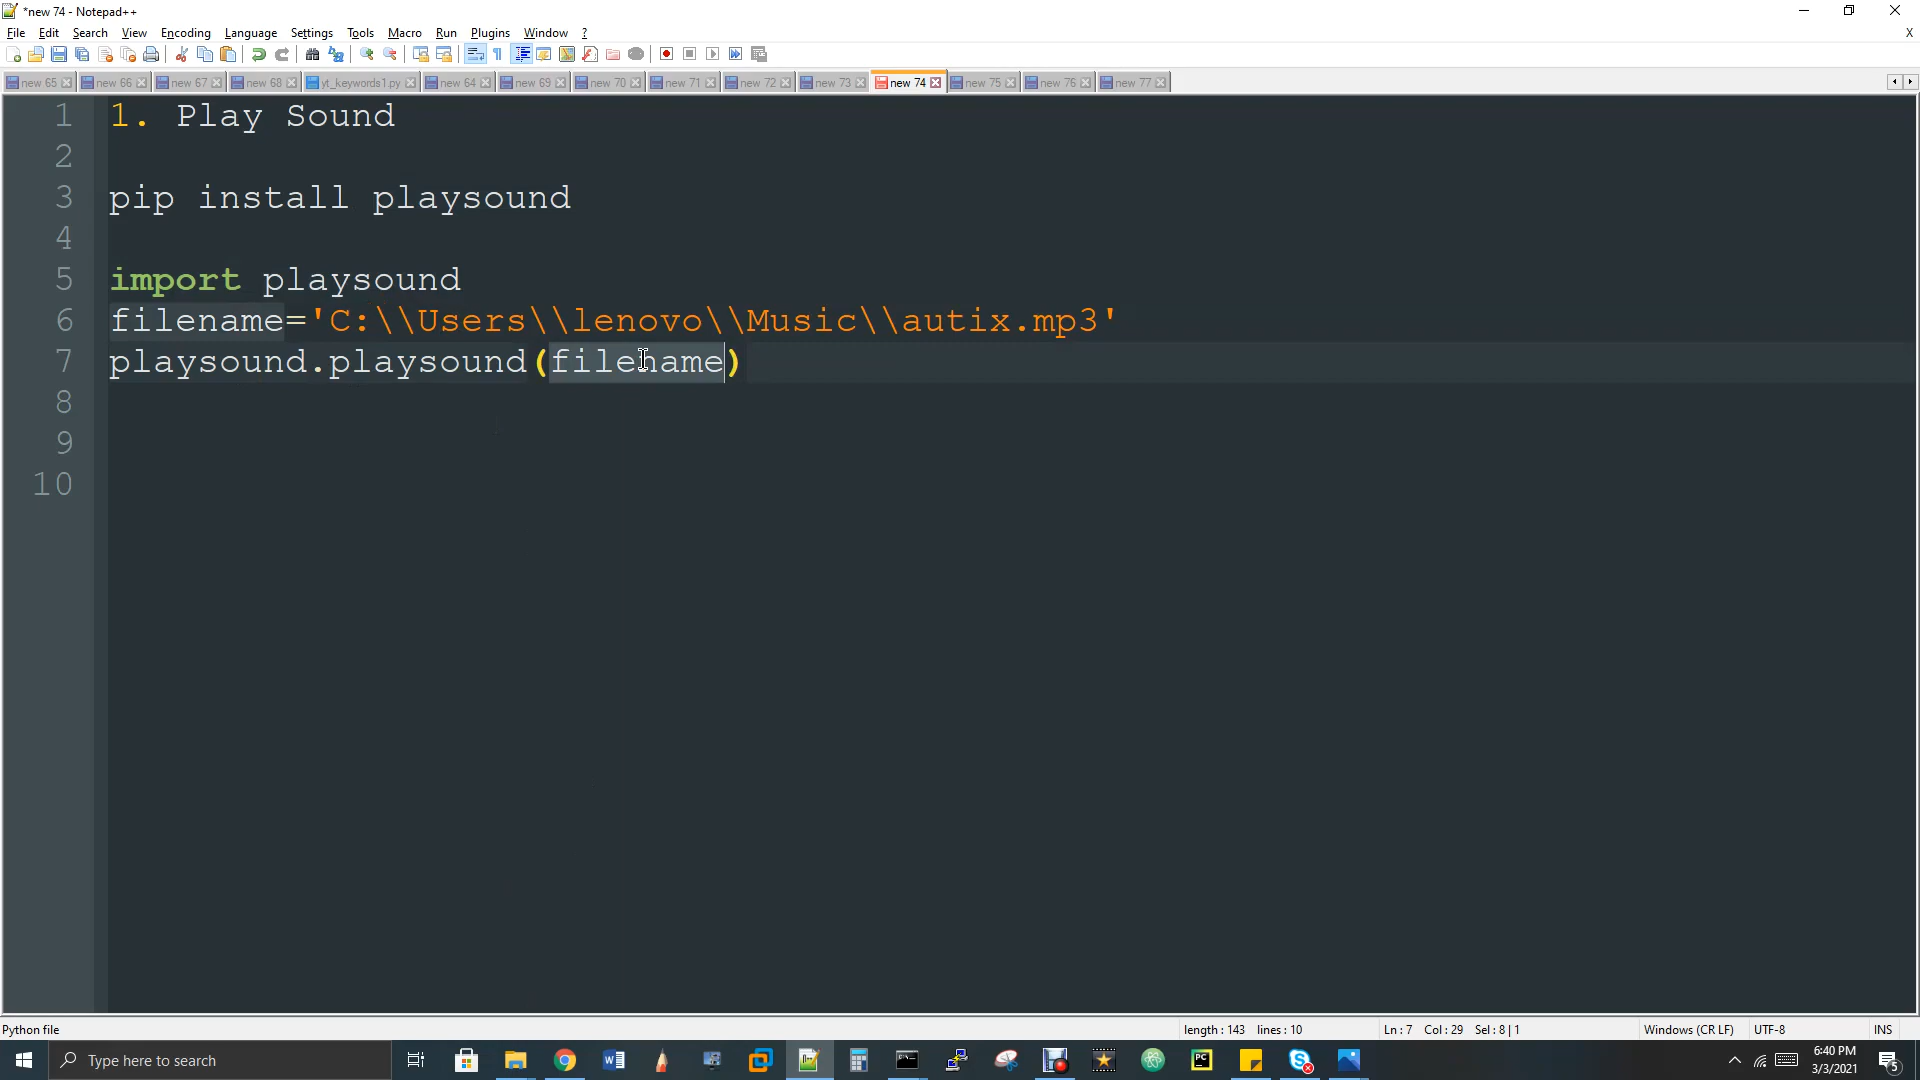 *new 74 - Notepad++
File Edit Search View Encoding Language Settings Tools Macro Run Plugins Window ? X
new 65 new 66 new 67 new 68 yt_keywords1.py new 64 new 69 new 70 new 71 new 72 new 73 new 74 new 75 new 76 new 77
1 1. Play Sound
2
3 pip install playsound
4
5 import playsound
6 filename='C:\\Users\\lenovo\\Music\\autix.mp3'
7 playsound.playsound(filename)
8
9
10
Python file length : 143 lines : 10 Ln : 7 Col : 29 Sel : 8 | 1 Windows (CR LF) UTF-8 INS
Type here to search 6:40 PM
3/3/2021 5